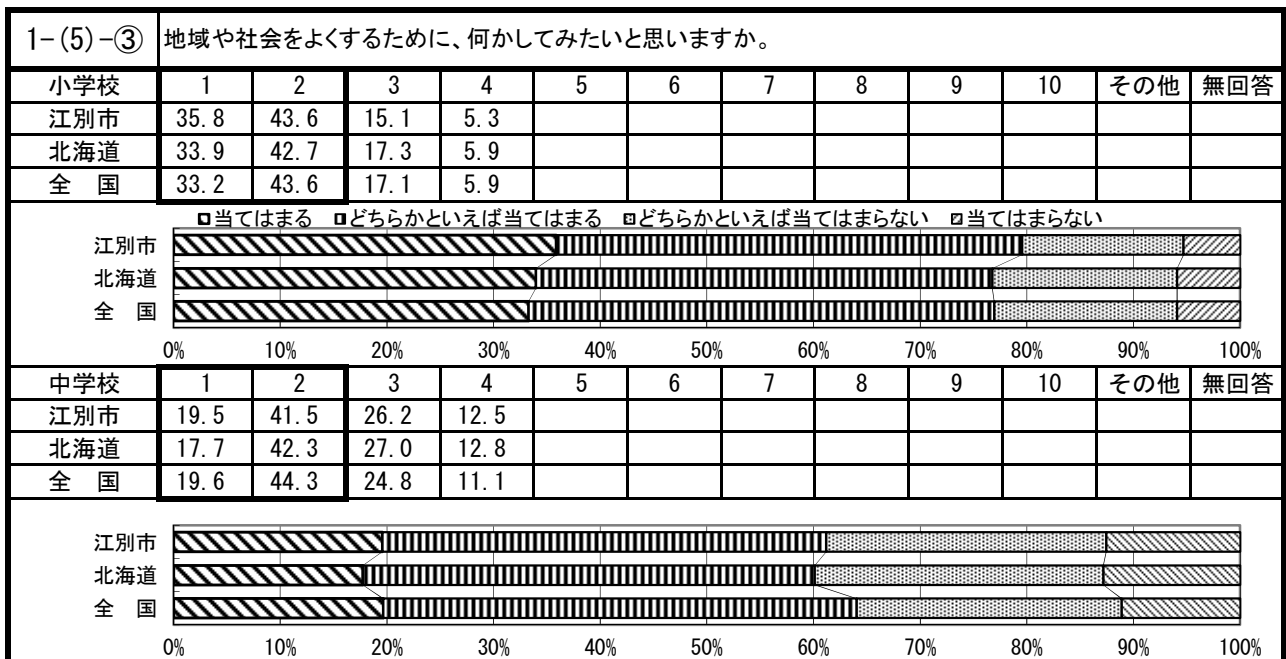 1-(5)-③ 地域や社会をよくするために、何かしてみたいと思いますか。
小学校 1 2 3 4 5 6 7 8 9 10 その他 無回答
江別市 35.8 43.6 15.1 5.3
北海道 33.9 42.7 17.3 5.9
全 国 33.2 43.6 17.1 5.9
当てはまる どちらかといえば当てはまる どちらかといえば当てはまらない 当てはまらない
江別市
北海道
全 国
0% 10% 20% 30% 40% 50% 60% 70% 80% 90% 100%
中学校 1 2 3 4 5 6 7 8 9 10 その他 無回答
江別市 19.5 41.5 26.2 12.5
北海道 17.7 42.3 27.0 12.8
全 国 19.6 44.3 24.8 11.1
江別市
北海道
全 国
0% 10% 20% 30% 40% 50% 60% 70% 80% 90% 100%